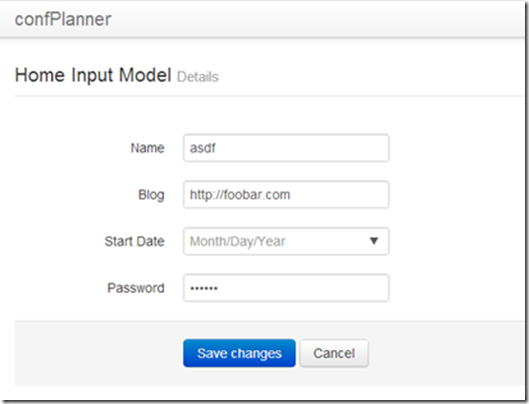 confPlanner
Home Input Model Details
Name asdf
Blog http://foobar.com
Start Date Month/Day/Year
Password ••••••
Save changes Cancel